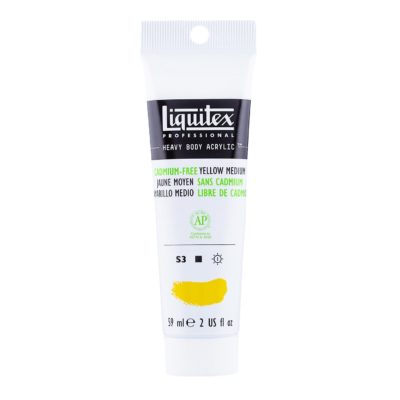 Liquitex
PROFESSIONAL
HEAVY BODY ACRYLIC™
CADMIUM-FREE YELLOW MEDIUM
JAUNE MOYEN SANS CADMIUM
AMARILLO MEDIO LIBRE DE CADMIO
AP
S3 I
59 ml ℮ 2 US fl oz